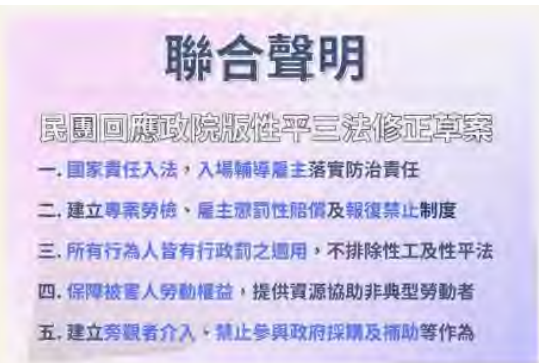 聯合聲明
民團回應政院版性平三法修正草案
一. 國家責任入法，入場輔導雇主落實防治責任
二. 建立專案勞檢、雇主懲罰性賠償及報復禁止制度
三. 所有行為人皆有行政罰之適用，不排除性工及性平法
四. 保障被害人勞動權益，提供資源協助非典型勞動者
五. 建立旁觀者介入、禁止參與政府採購及補助等作為